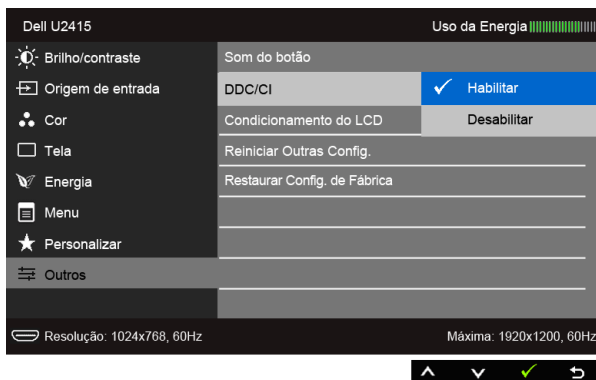 Dell U2415
Uso da Energia
Brilho/contraste
Som do botão
Origem de entrada
DDC/CI
Habilitar
Cor
Condicionamento do LCD
Desabilitar
Tela
Reiniciar Outras Config.
Energia
Restaurar Config. de Fábrica
Menu
Personalizar
Outros
Resolução: 1024x768, 60Hz
Máxima: 1920x1200, 60Hz